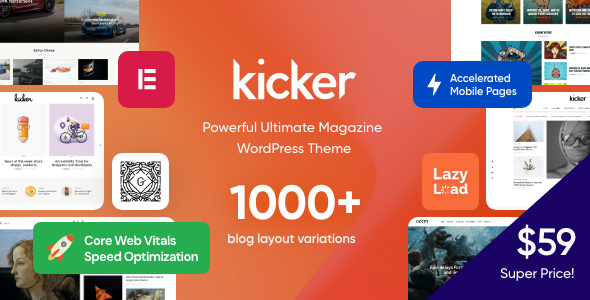 Editor Choice
kicker
kicker
kicker
Accelerated
Mobile Pages
Powerful Ultimate Magazine
WordPress Theme
Lazy
Load
1000+
blog layout variations
Core Web Vitals
Speed Optimization
$59
Super Price!